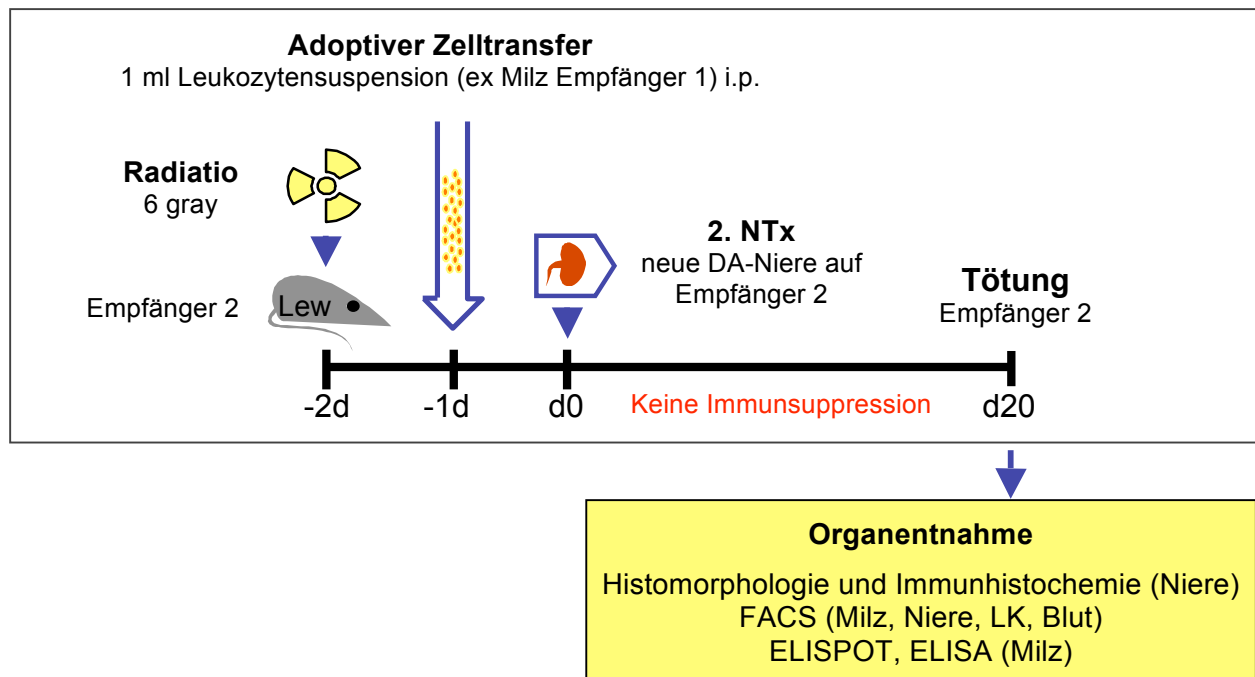 Adoptiver Zelltransfer
1 ml Leukozytensuspension (ex Milz Empfänger 1) i.p.
Radiatio
6 gray
Empfänger 2
Lew
2. NTx
neue DA-Niere auf
Empfänger 2
Tötung
Empfänger 2
-2d
-1d
d0
Keine Immunsuppression
d20
Organentnahme
Histomorphologie und Immunhistochemie (Niere)
FACS (Milz, Niere, LK, Blut)
ELISPOT, ELISA (Milz)